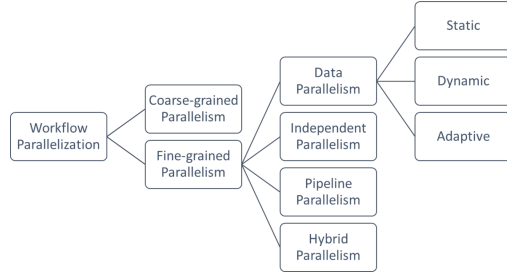 Workflow
Parallelization
Coarse-grained
Parallelism
Fine-grained
Parallelism
Data
Parallelism
Independent
Parallelism
Pipeline
Parallelism
Hybrid
Parallelism
Static
Dynamic
Adaptive